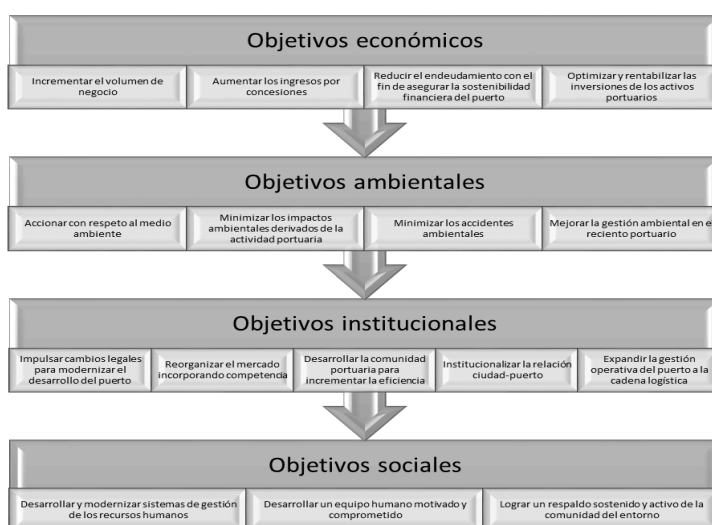 Objetivos económicos
Incrementar el volumen de
negocio
Aumentar los ingresos por
concesiones
Reducir el endeudamiento con el
fin de asegurar la sostenibilidad
financiera del puerto
Optimizar y rentabilizar las
inversiones de los activos
portuarios
Objetivos ambientales
Accionar con respeto al medio
ambiente
Minimizar los impactos
ambientales derivados de la
actividad portuaria
Minimizar los accidentes
ambientales
Mejorar la gestión ambiental en e
reciento portuario
Objetivos institucionales
Impulsar cambios legales
para modernizar el
desarrollo del puerto
Reorganizar el mercado
incorporando competencia
Desarrollar la comunidad
portuaria para
incrementar la eficiencia
Institucionalizar la relación
ciudad-puerto
Expandir la gestión
operativa del puerto a la
cadena logística
Objetivos sociales
Desarrollar y modernizar sistemas de gestión
de los recursos humanos
Desarrollar un equipo humano motivado y
comprometido
Lograr un respaldo sostenido y activo de la
comunidad del entorno